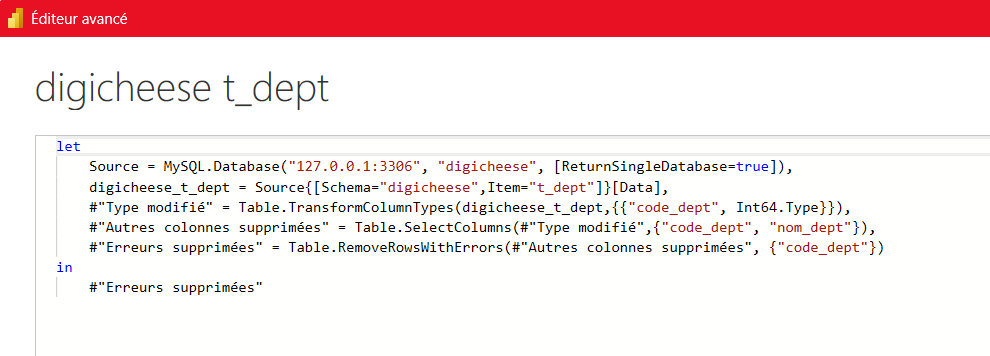 Éditeur avancé
digicheese t_dept
let
Source = MySQL.Database("127.0.0.1:3306", "digicheese", [ReturnSingleDatabase=true]),
digicheese_t_dept = Source{[Schema="digicheese",Item="t_dept"]}[Data],
#"Type modifié" = Table.TransformColumnTypes(digicheese_t_dept,{{"code_dept", Int64.Type}}),
#"Autres colonnes supprimées" = Table.SelectColumns(#"Type modifié",{"code_dept", "nom_dept"}),
#"Erreurs supprimées" = Table.RemoveRowsWithErrors(#"Autres colonnes supprimées", {"code_dept"})
in
#"Erreurs supprimées"